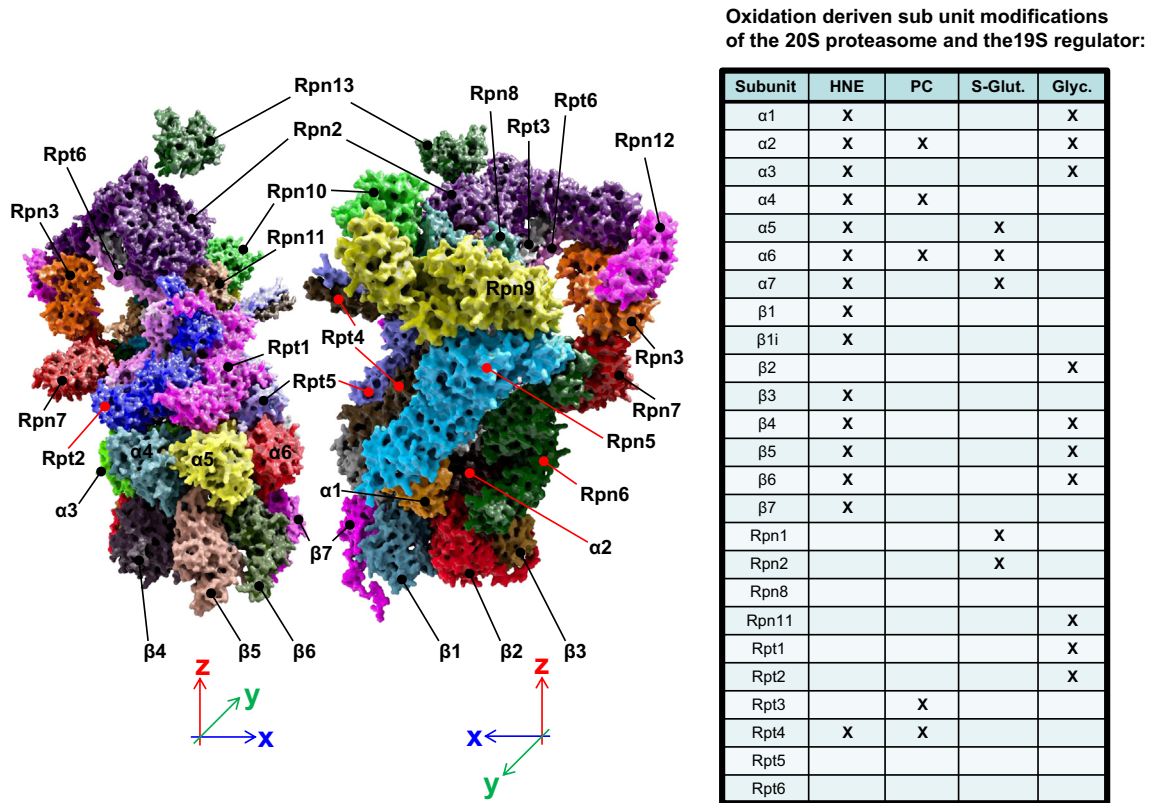 Oxidation deriven sub unit modifications
of the 20S proteasome and the19S regulator:
Rpn13
Rpn8
Rpt6
Rpn2
Rpt3
Rpn12
Rpt6
Rpn10
Rpn3
Rpn11
Rpn9
Rpt1
Rpt4
Rpn3
Rpt5
Rpn7
Rpn7
Rpt2
Rpn5
α4
α5
α6
α1
Rpn6
α3
β7
α2
β4
β5
β6
β1
β2
β3
z
z
y
x
x
y
Subunit HNE PC S-Glut. Glyc.
α1 X X
α2 X X X
α3 X X
α4 X X
α5 X X
α6 X X X
α7 X X
β1 X
β1i X
β2 X
β3 X
β4 X X
β5 X X
β6 X X
β7 X
Rpn1 X
Rpn2 X
Rpn8
Rpn11 X
Rpt1 X
Rpt2 X
Rpt3 X
Rpt4 X X
Rpt5
Rpt6